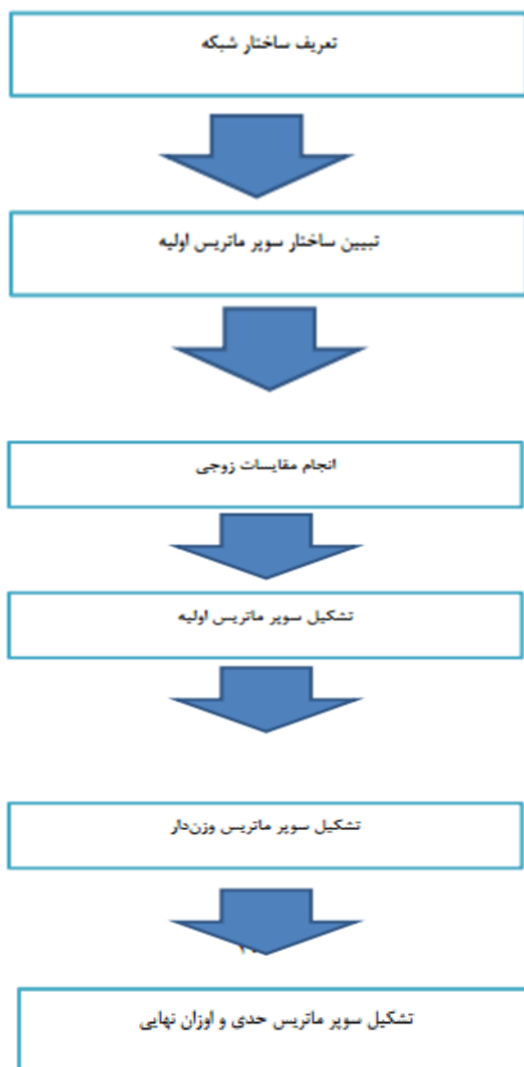 تعریف ساختار شبکه
تبیین ساختار سوپر ماتریس اولیه
انجام مقایسات زوجی
تشکیل سوپر ماتریس اولیه
تشکیل سوپر ماتریس وزن‌دار
تشکیل سوپر ماتریس حدی و اوزان نهایی